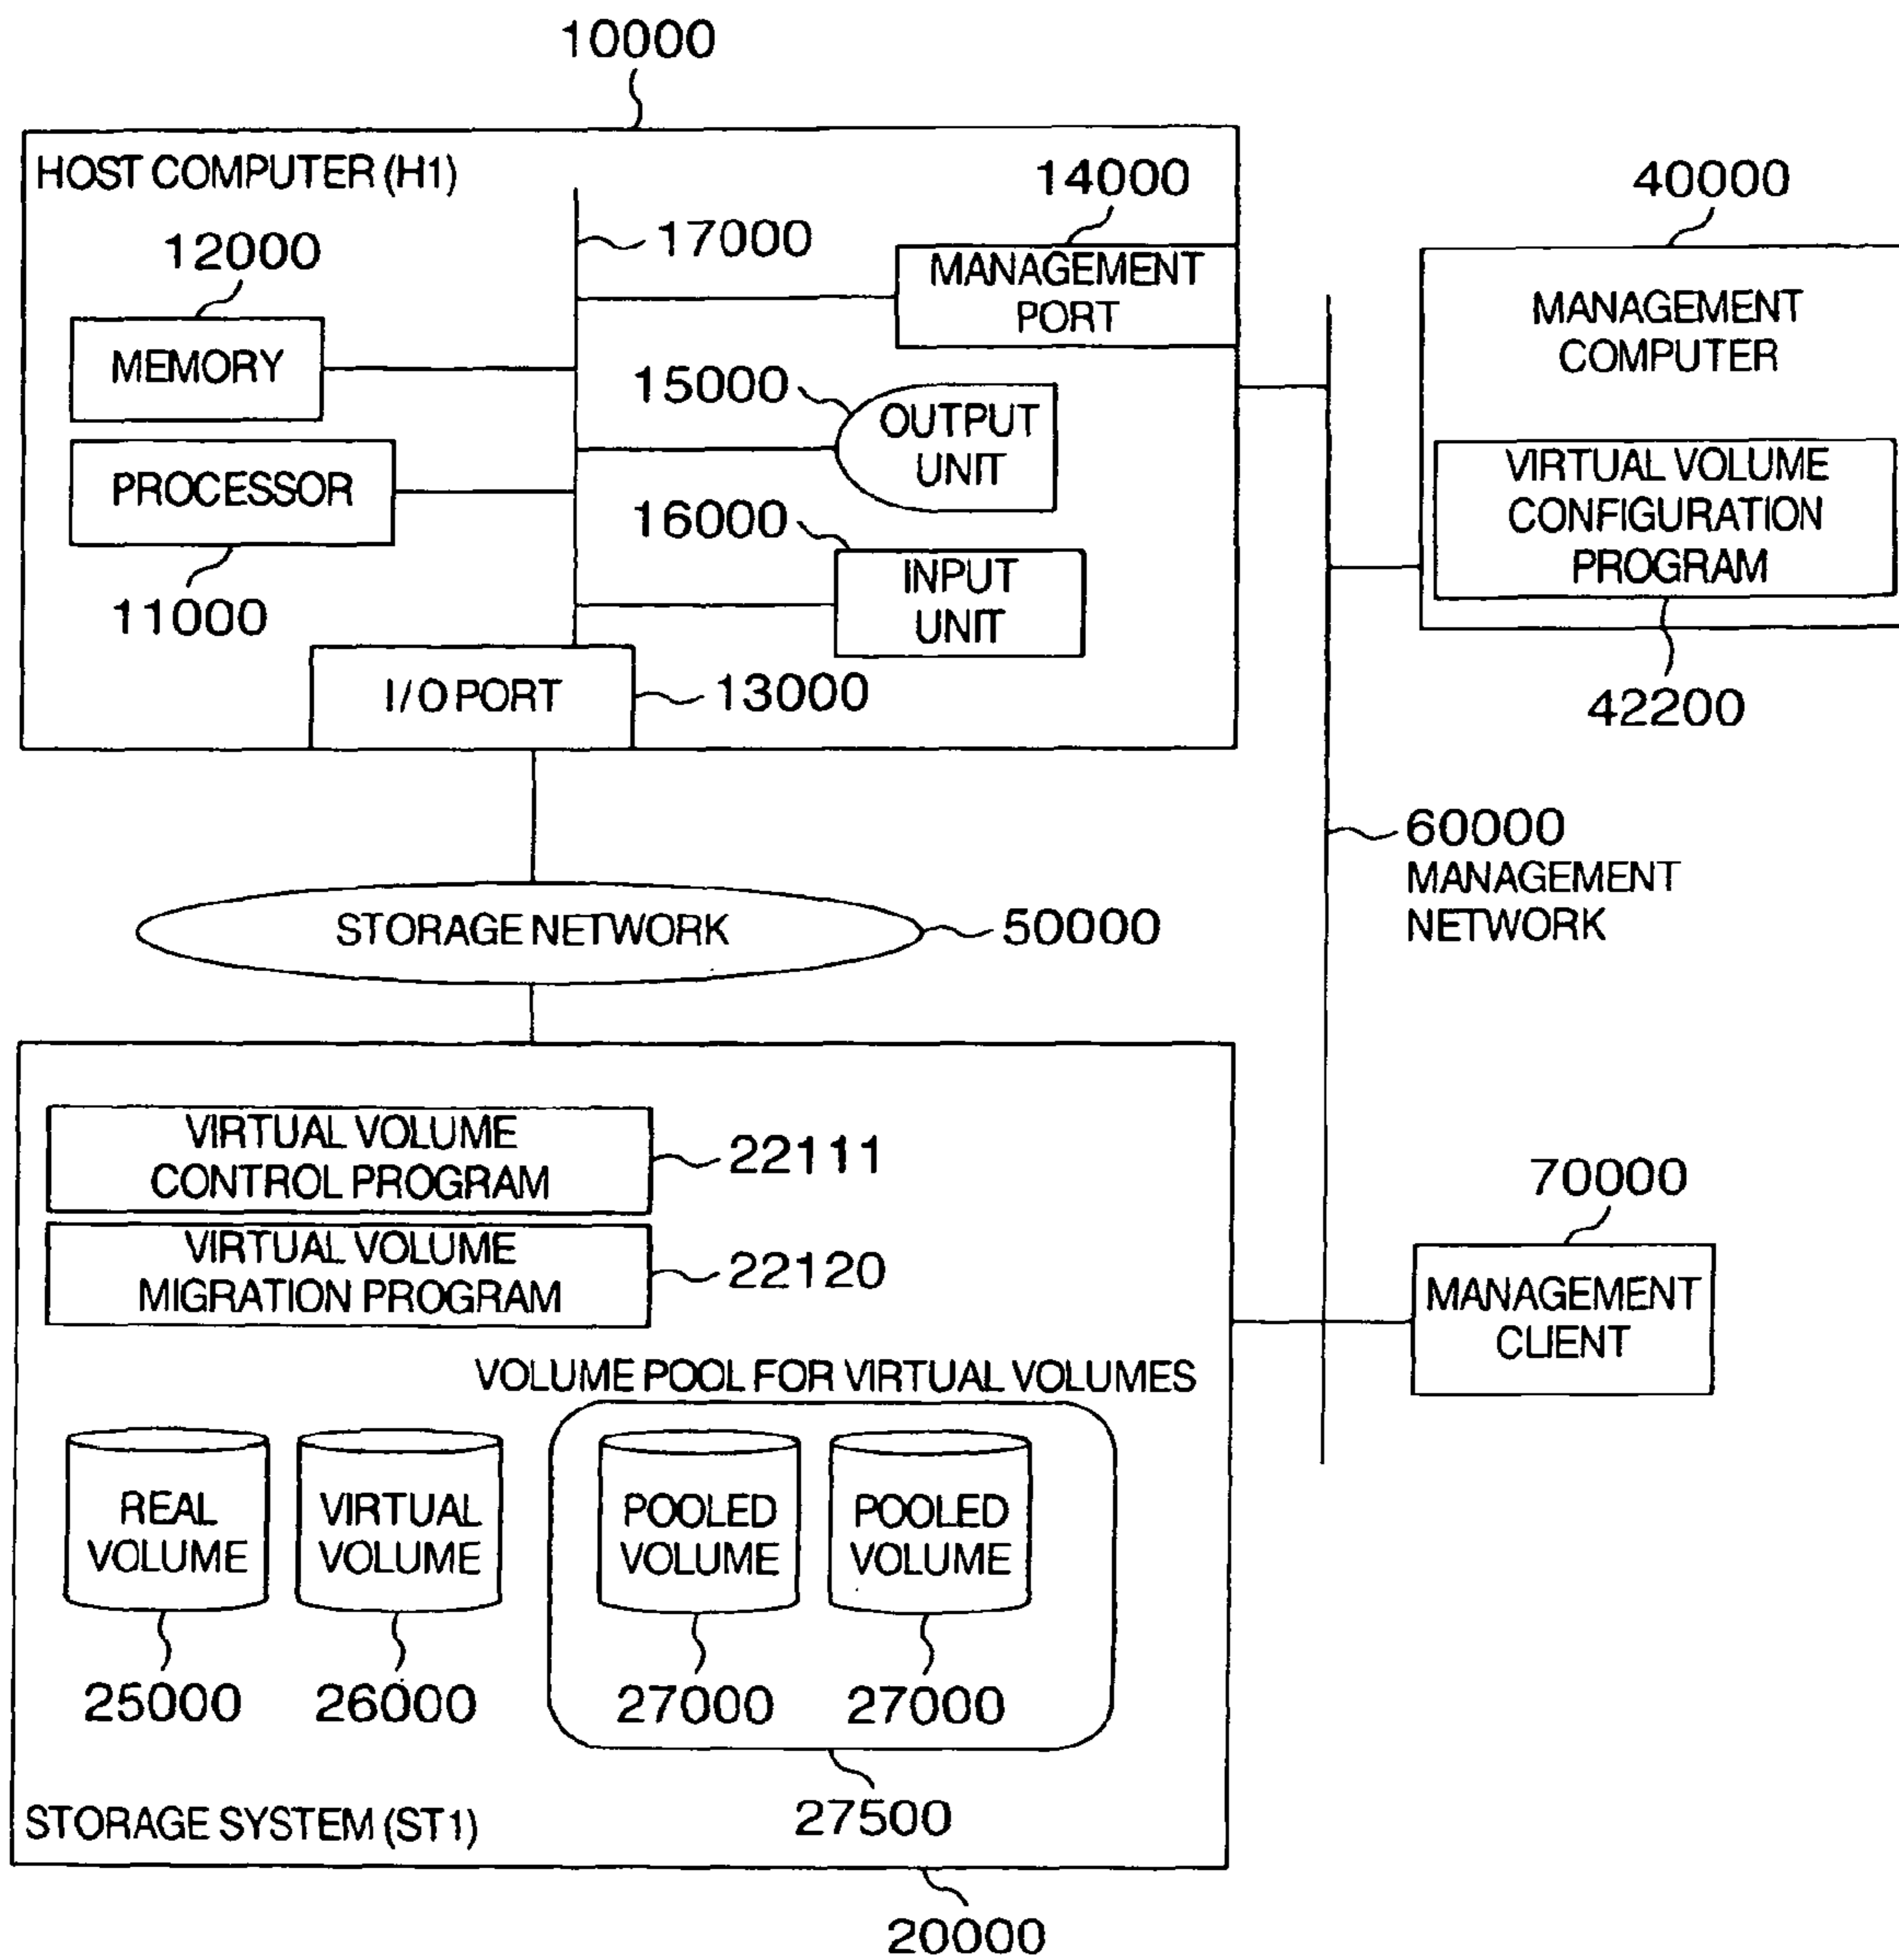 10000
HOST COMPUTER (H1)
14000
40000
12000
17000
MANAGEMENT
PORT
MANAGEMENT
COMPUTER
MEMORY
15000
OUTPUT
UNIT
VIRTUAL VOLUME
CONFIGURATION
PROGRAM
PROCESSOR
16000
INPUT
UNIT
11000
I/O PORT
13000
42200
60000
MANAGEMENT
NETWORK
STORAGE NETWORK
50000
VIRTUAL VOLUME
CONTROL PROGRAM
22111
70000
VIRTUAL VOLUME
MIGRATION PROGRAM
22120
MANAGEMENT
CLIENT
VOLUME POOL FOR VIRTUAL VOLUMES
REAL
VOLUME
VIRTUAL
VOLUME
POOLED
VOLUME
POOLED
VOLUME
25000
26000
27000
27000
27500
STORAGE SYSTEM (ST1)
20000